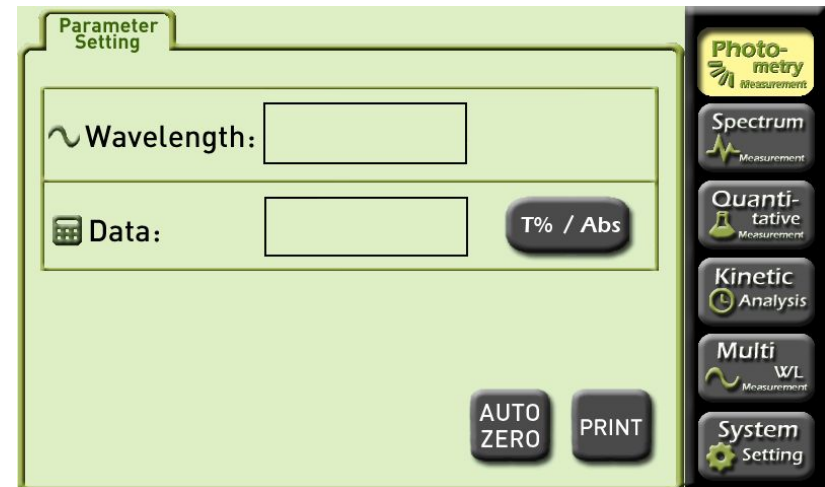 Parameter
Setting
Wavelength:
Data:
T% / Abs
AUTO
ZERO
PRINT
Photo-
metry
Measurement
Spectrum
Measurement
Quanti-
tative
Measurement
Kinetic
Analysis
Multi
WL
Measurement
System
Setting